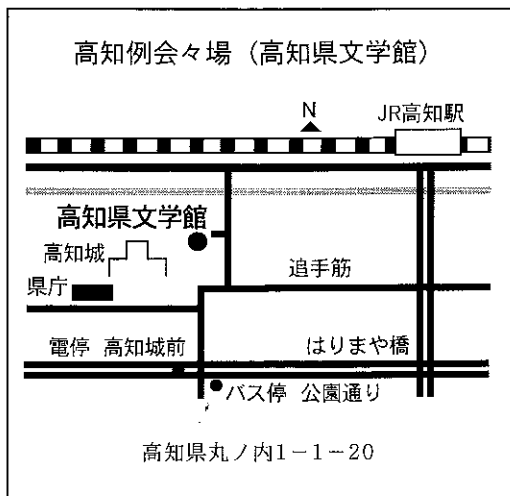 高知例会々場（高知県文学館）
N
JR高知駅
高知県文学館
高知城
追手筋
県庁
電停 高知城前
はりまや橋
バス停 公園通り
高知県丸ノ内1－1－20